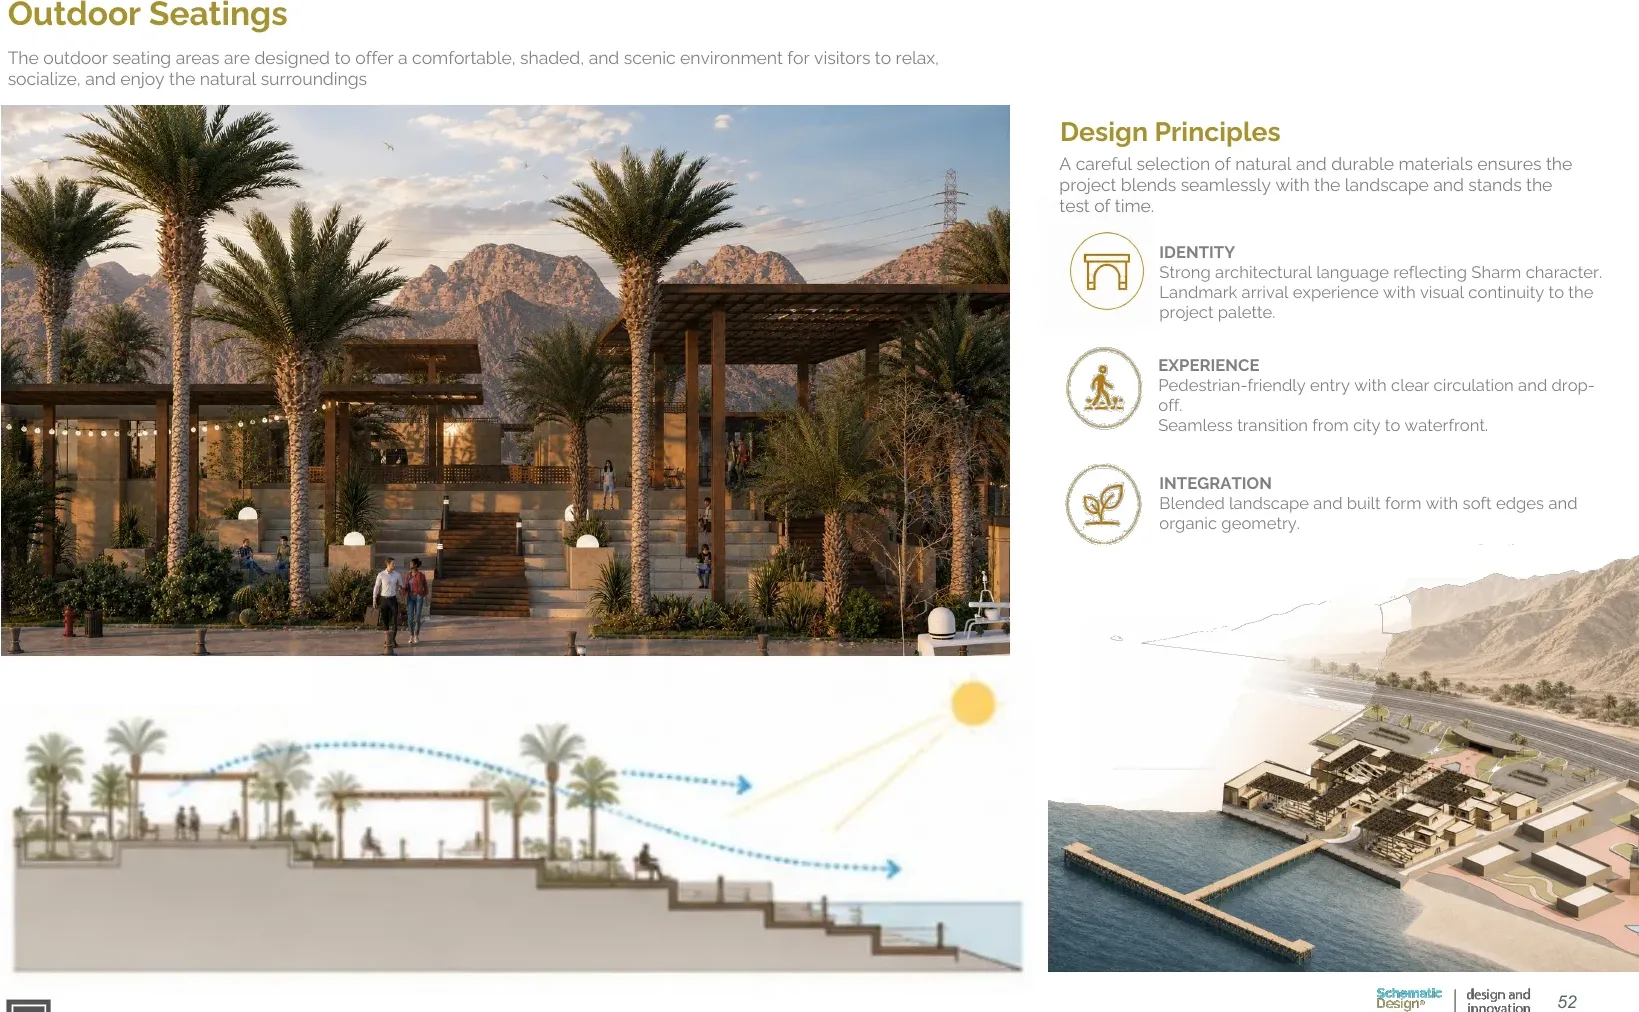 Outdoor Seatings
The outdoor seating areas are designed to offer a comfortable, shaded, and scenic environment for visitors to relax,
socialize, and enjoy the natural surroundings
Design Principles
A careful selection of natural and durable materials ensures the
project blends seamlessly with the landscape and stands the
test of time.
IDENTITY
Strong architectural language reflecting Sharm character.
Landmark arrival experience with visual continuity to the
project palette.
EXPERIENCE
Pedestrian-friendly entry with clear circulation and drop-
off.
Seamless transition from city to waterfront.
INTEGRATION
Blended landscape and built form with soft edges and
organic geometry.
Schematic
Design®
design and
innovation
52